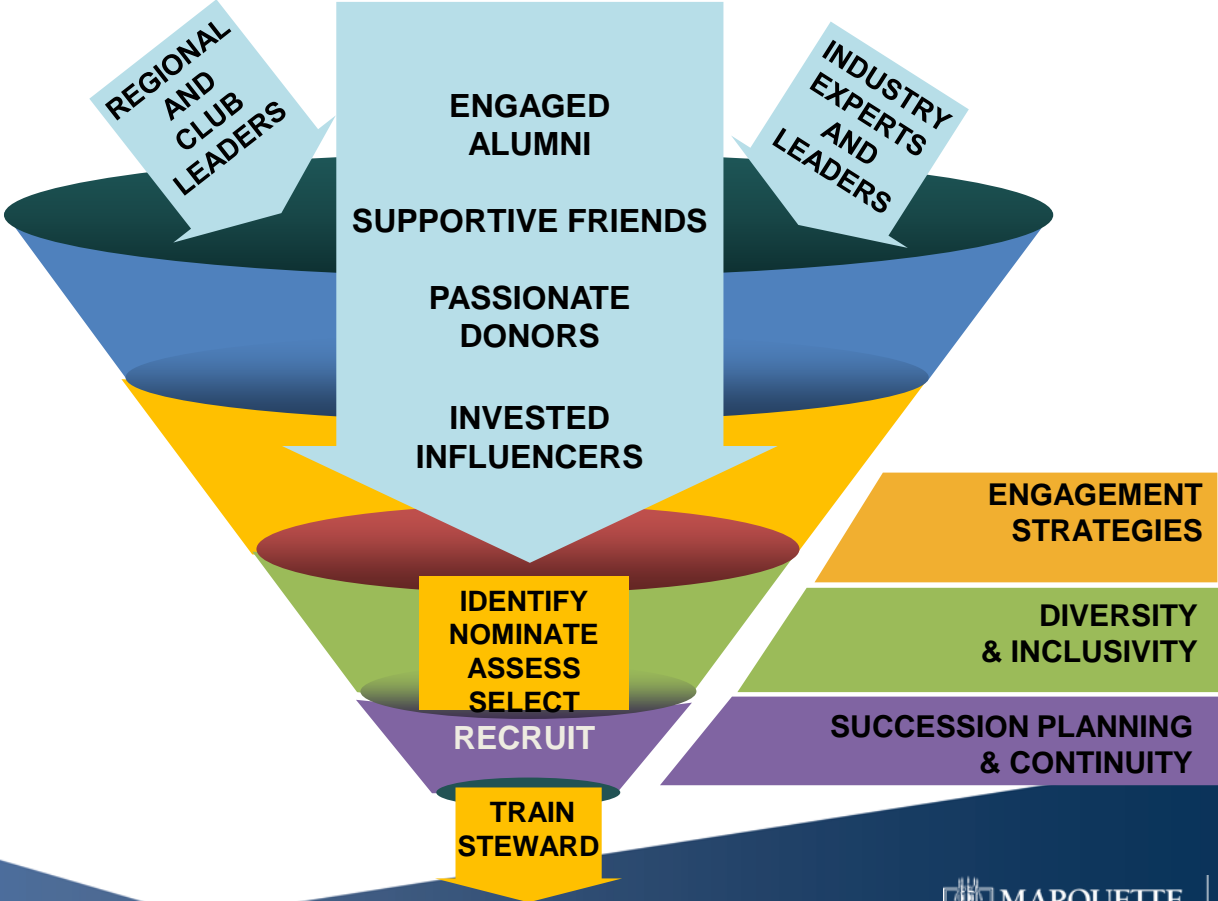 REGIONAL
AND
CLUB
LEADERS
ENGAGED
ALUMNI
SUPPORTIVE FRIENDS
PASSIONATE
DONORS
INVESTED
INFLUENCERS
INDUSTRY
EXPERTS
AND
LEADERS
IDENTIFY
NOMINATE
ASSESS
SELECT
RECRUIT
TRAIN
STEWARD
ENGAGEMENT
STRATEGIES
DIVERSITY
& INCLUSIVITY
SUCCESSION PLANNING
& CONTINUITY
MARQUETTE